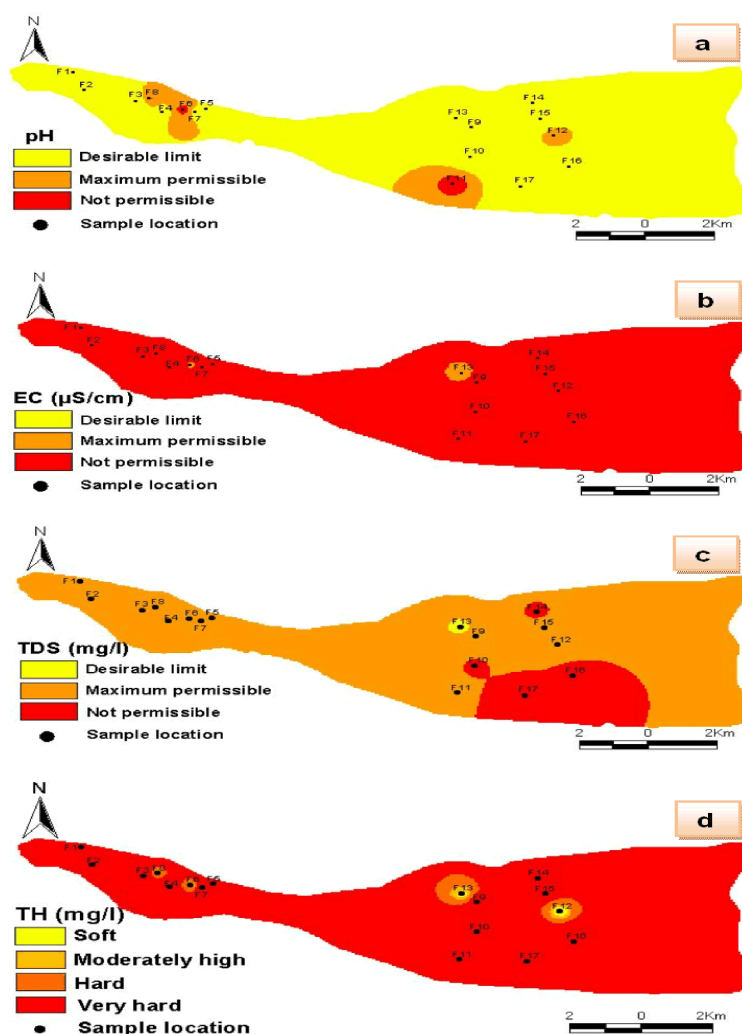 a
N
F1
F2
F3
F8
F4
F6
F5
F7
F13
F9
F10
F11
F14
F15
F12
F16
F17
pH
Desirable limit
Maximum permissible
Not permissible
Sample location
2 0 2Km
b
N
F1
F2
F3
F8
F4
F6
F5
F7
F13
F9
F10
F11
F14
F15
F12
F16
F17
EC (µS/cm)
Desirable limit
Maximum permissible
Not permissible
Sample location
2 0 2Km
c
N
F1
F2
F3
F8
F4
F6
F5
F7
F13
F9
F10
F11
F14
F15
F12
F16
F17
TDS (mg/l)
Desirable limit
Maximum permissible
Not permissible
Sample location
2 0 2Km
d
N
F1
F2
F3
F8
F4
F6
F5
F7
F13
F9
F10
F11
F14
F15
F12
F16
F17
TH (mg/l)
Soft
Moderately high
Hard
Very hard
Sample location
2 0 2Km